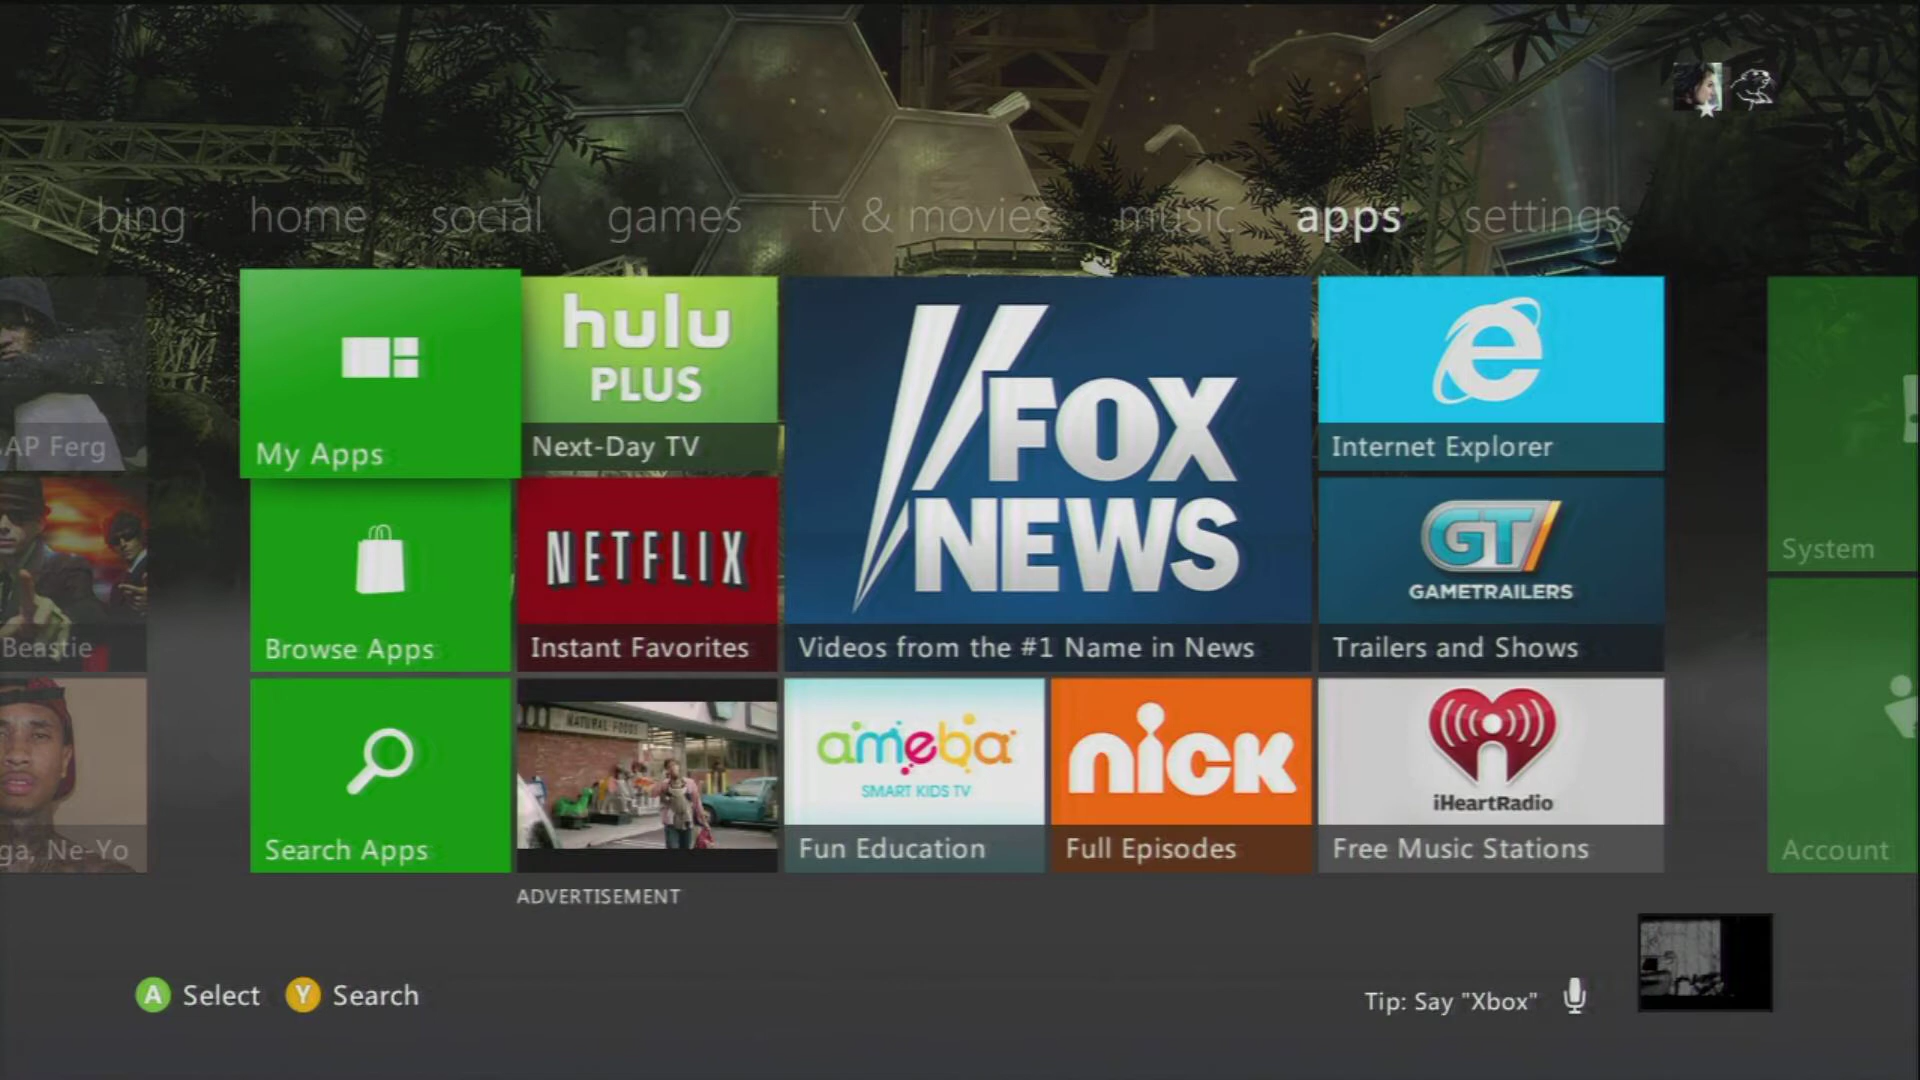 bing home social games tv & movies music apps settings
My Apps
hulu
PLUS
Next-Day TV
FOX
NEWS
Videos from the #1 Name in News
Internet Explorer
AP Ferg
Browse Apps
NETFLIX
Instant Favorites
GT
GAMETRAILERS
Trailers and Shows
System
Beastie
Search Apps
NATURAL FOODS
ameba
SMART KIDS TV
Fun Education
nick
Full Episodes
iHeartRadio
Free Music Stations
Account
ga, Ne-Yo
ADVERTISEMENT
A Select Y Search
Tip: Say "Xbox"